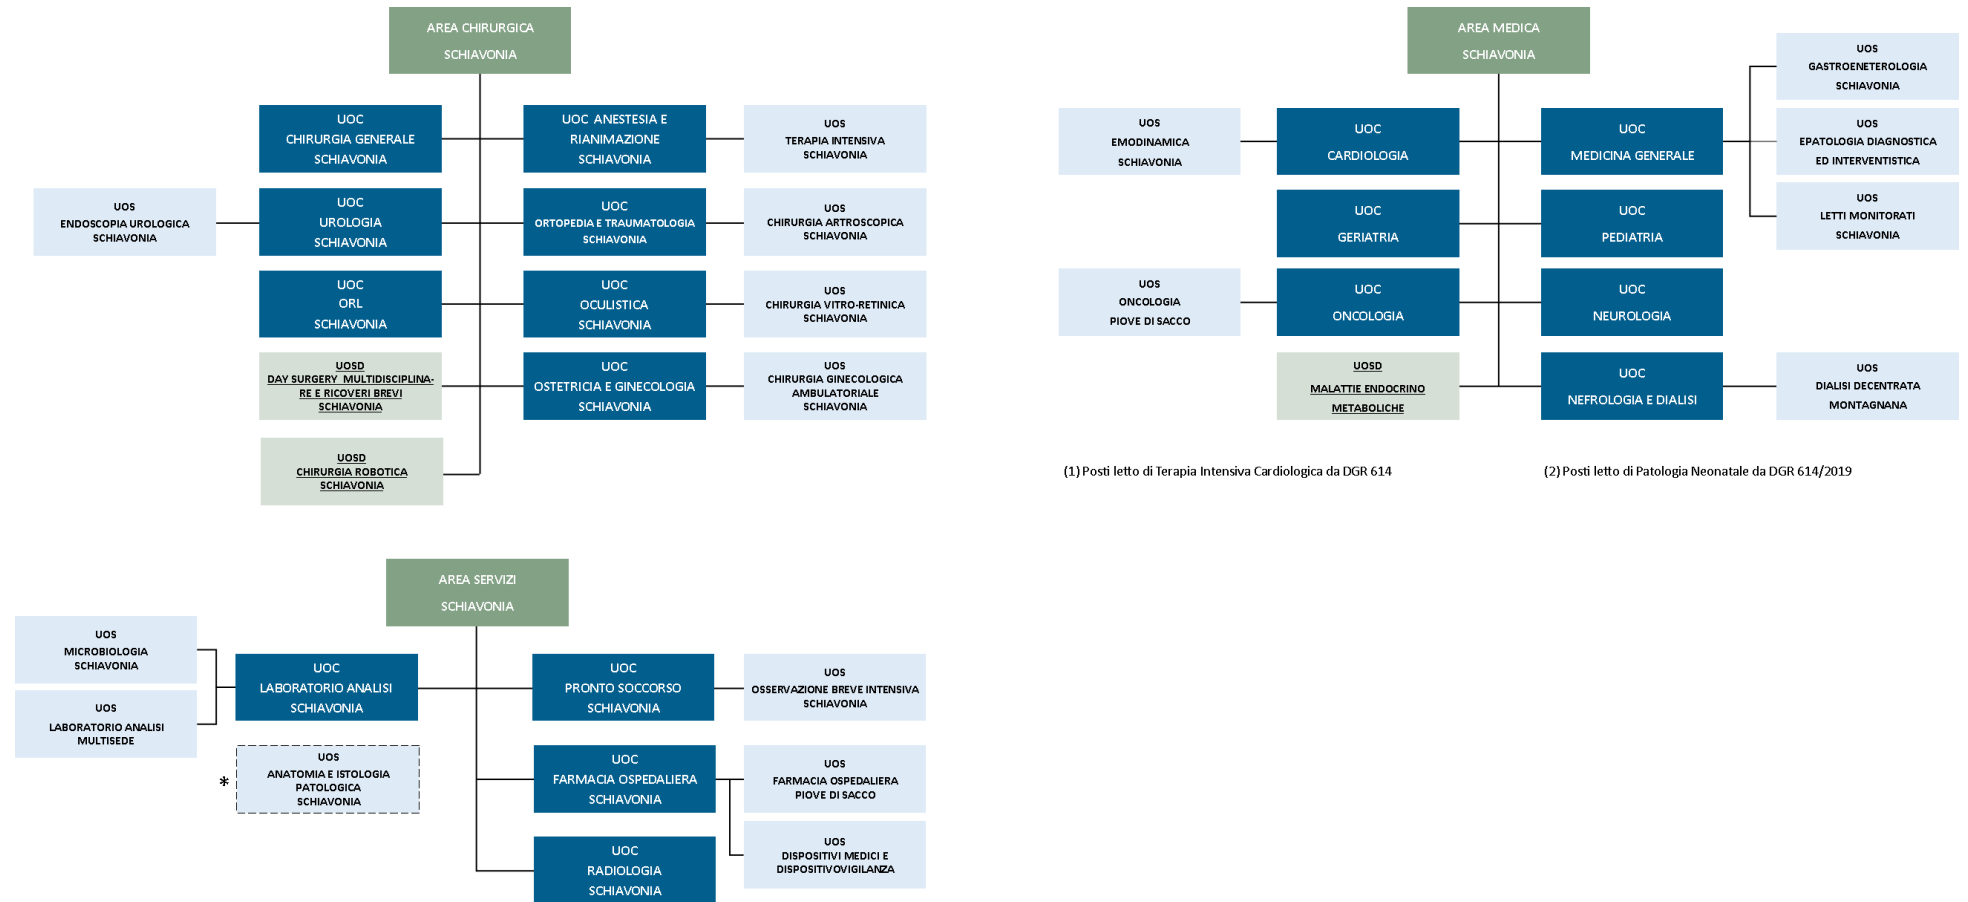 AREA CHIRURGICA
SCHIAVONIA
UOC
CHIRURGIA GENERALE
SCHIAVONIA
UOC ANESTESIA E
RIANIMAZIONE
SCHIAVONIA
UOS
TERAPIA INTENSIVA
SCHIAVONIA
UOS
ENDOSCOPIA UROLOGICA
SCHIAVONIA
UOC
UROLOGIA
SCHIAVONIA
UOC
ORTOPEDIA E TRAUMATOLOGIA
SCHIAVONIA
UOS
CHIRURGIA ARTROSCOPICA
SCHIAVONIA
UOC
ORL
SCHIAVONIA
UOC
OCULISTICA
SCHIAVONIA
UOS
CHIRURGIA VITRO-RETINICA
SCHIAVONIA
UOSD
DAY SURGERY MULTIDISCIPLINA-
RE E RICOVERI BREVI
SCHIAVONIA
UOC
OSTETRICIA E GINECOLOGIA
SCHIAVONIA
UOS
CHIRURGIA GINECOLOGICA
AMBULATORIALE
SCHIAVONIA
UOSD
CHIRURGIA ROBOTICA
SCHIAVONIA
AREA MEDICA
SCHIAVONIA
UOS
EMODINAMICA
SCHIAVONIA
UOC
CARDIOLOGIA
UOC
MEDICINA GENERALE
UOS
GASTROENETEROLOGIA
SCHIAVONIA
UOS
EPATOLOGIA DIAGNOSTICA
ED INTERVENTISTICA
UOS
LETTI MONITORATI
SCHIAVONIA
UOC
GERIATRIA
UOC
PEDIATRIA
UOS
ONCOLOGIA
PIOVE DI SACCO
UOC
ONCOLOGIA
UOC
NEUROLOGIA
UOSD
MALATTIE ENDOCRINO
METABOLICHE
UOC
NEFROLOGIA E DIALISI
UOS
DIALISI DECENTRATA
MONTAGNANA
(1) Posti letto di Terapia Intensiva Cardiologica da DGR 614
(2) Posti letto di Patologia Neonatale da DGR 614/2019
AREA SERVIZI
SCHIAVONIA
UOS
MICROBIOLOGIA
SCHIAVONIA
UOS
LABORATORIO ANALISI
MULTISEDE
UOC
LABORATORIO ANALISI
SCHIAVONIA
UOC
PRONTO SOCCORSO
SCHIAVONIA
UOS
OSSERVAZIONE BREVE INTENSIVA
SCHIAVONIA
*
UOS
ANATOMIA E ISTOLOGIA
PATOLOGICA
SCHIAVONIA
UOC
FARMACIA OSPEDALIERA
SCHIAVONIA
UOS
FARMACIA OSPEDALIERA
PIOVE DI SACCO
UOS
DISPOSITIVI MEDICI E
DISPOSITIVOVIGILANZA
UOC
RADIOLOGIA
SCHIAVONIA